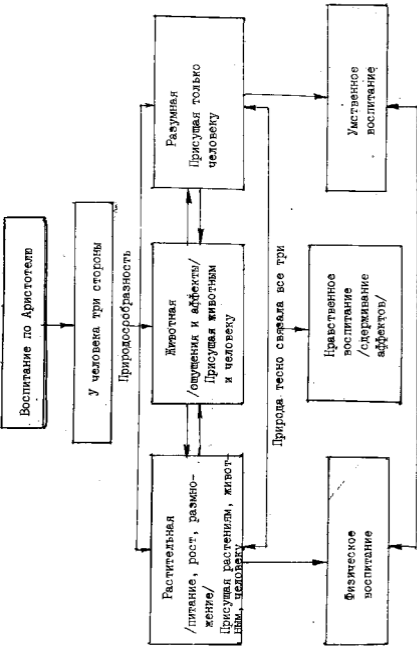 Воспитание по Аристотелю
У человека три стороны
Природосообразность
Растительная
/питание, рост, размно-
жение/
Присущая растениям, живот-
ным, человеку
Животная
/ощущения и аффекты/
Присущая животным
и человеку
Разумная
Присущая только
человеку
Природа тесно связала все три
Физическое
воспитание
Нравственное
воспитание
/сдерживание
аффектов/
Умственное
воспитание